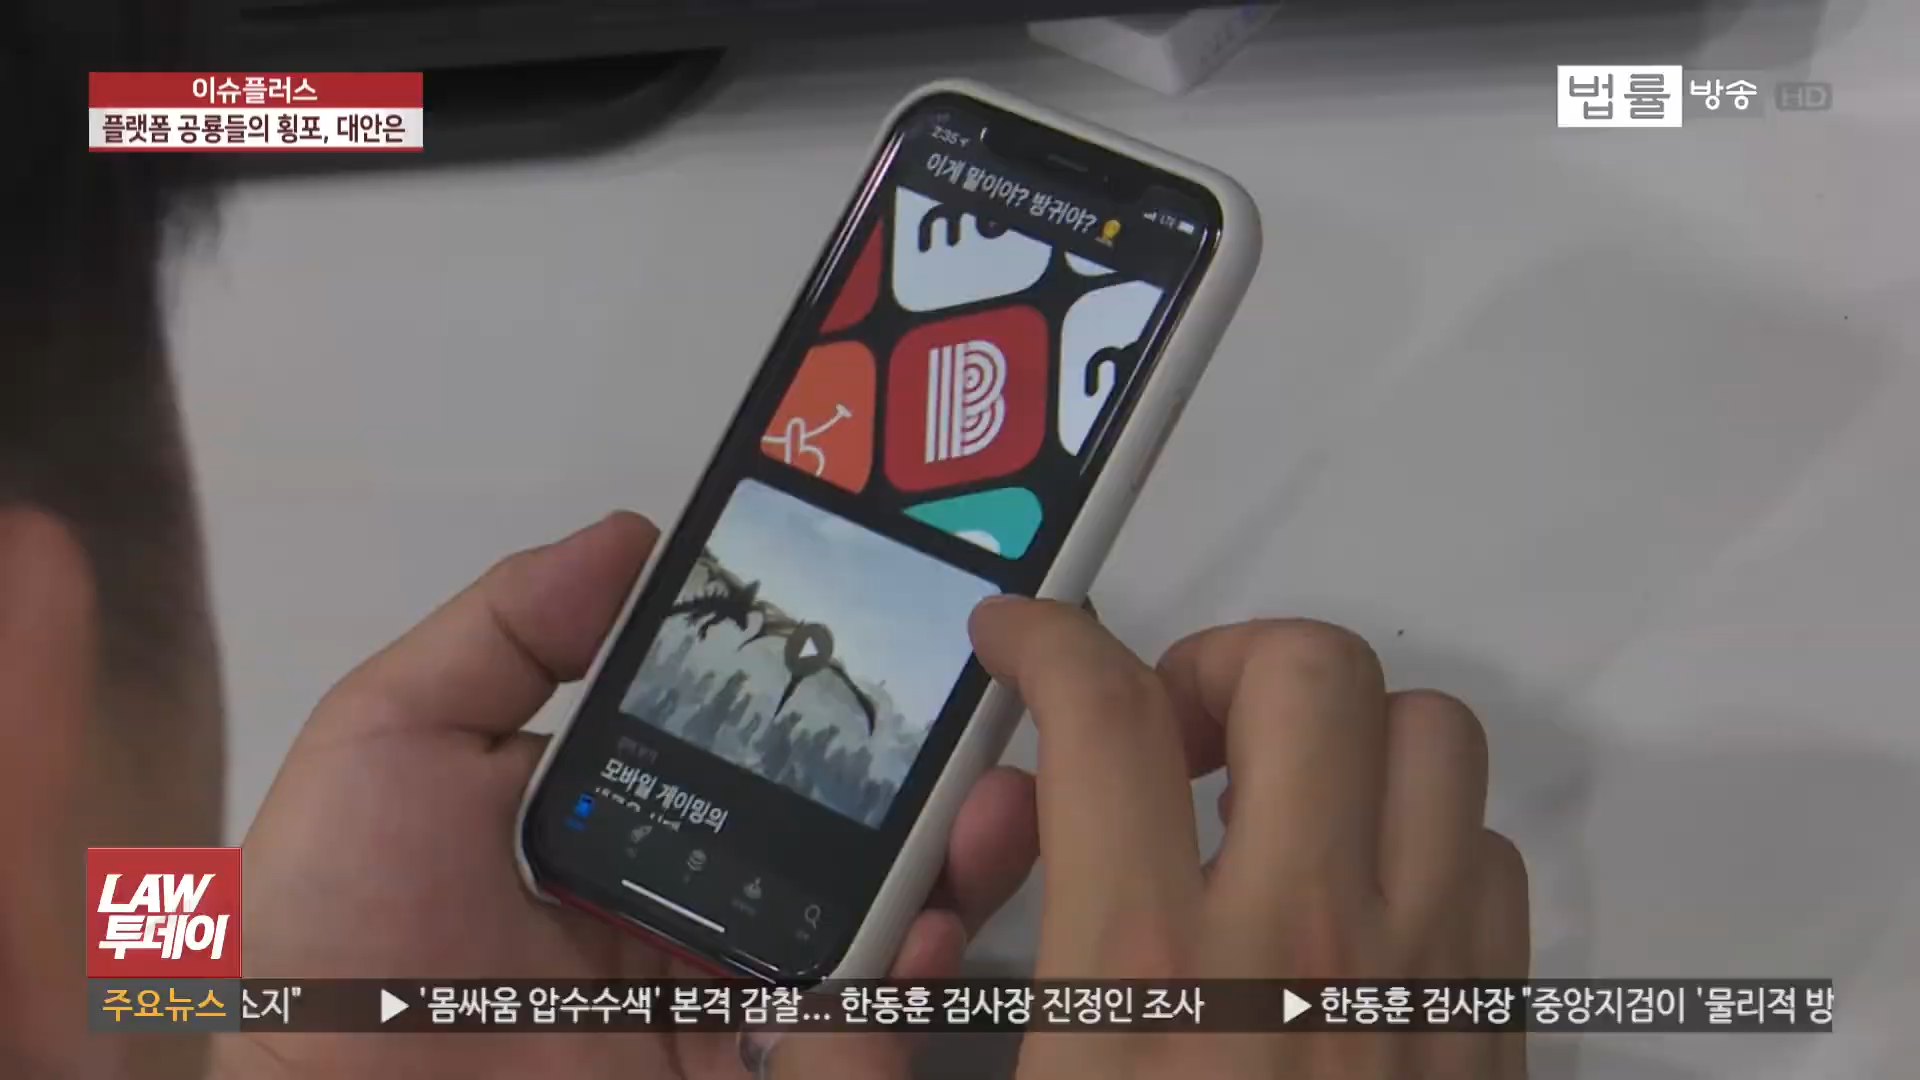 이슈플러스
플랫폼 공룡들의 횡포, 대안은
법률방송 HD
2:35
LTE
이게 말이야? 방귀야?
B
모바일 게이밍의
LAW
투데이
주요뉴스
소지" ▶ '몸싸움 압수수색' 본격 감찰... 한동훈 검사장 진정인 조사 ▶ 한동훈 검사장 "중앙지검이 '물리적 방